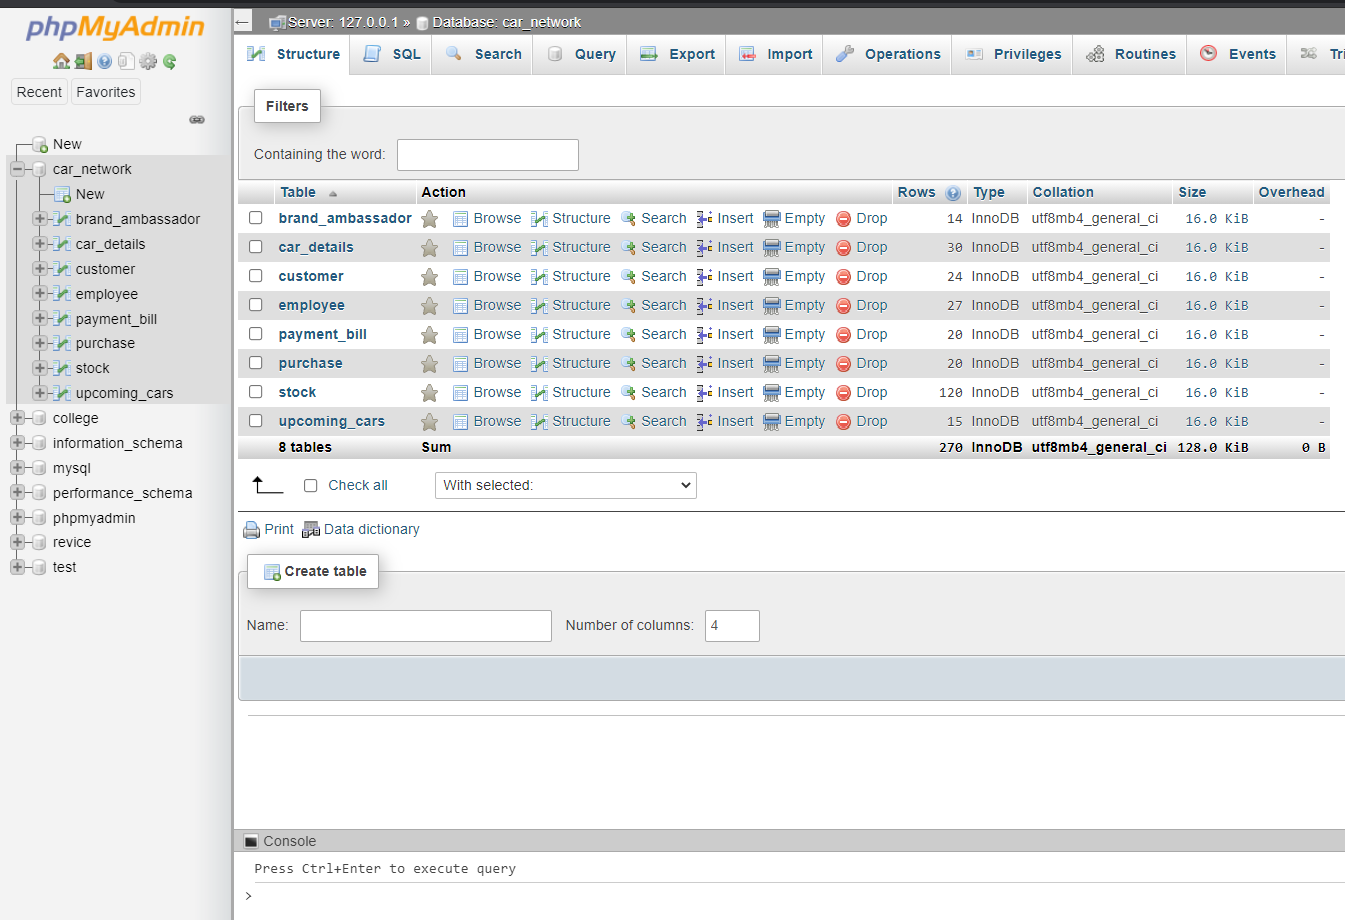 phpMyAdmin
Recent Favorites
New
car_network
New
brand_ambassador
car_details
customer
employee
payment_bill
purchase
stock
upcoming_cars
college
information_schema
mysql
performance_schema
phpmyadmin
revice
test
Server: 127.0.0.1 » Database: car_network
Structure SQL Search Query Export Import Operations Privileges Routines Events Tri
Filters
Containing the word:
Table Action Rows Type Collation Size Overhead
brand_ambassador Browse Structure Search Insert Empty Drop 14 InnoDB utf8mb4_general_ci 16.0 KiB -
car_details Browse Structure Search Insert Empty Drop 30 InnoDB utf8mb4_general_ci 16.0 KiB -
customer Browse Structure Search Insert Empty Drop 24 InnoDB utf8mb4_general_ci 16.0 KiB -
employee Browse Structure Search Insert Empty Drop 27 InnoDB utf8mb4_general_ci 16.0 KiB -
payment_bill Browse Structure Search Insert Empty Drop 20 InnoDB utf8mb4_general_ci 16.0 KiB -
purchase Browse Structure Search Insert Empty Drop 20 InnoDB utf8mb4_general_ci 16.0 KiB -
stock Browse Structure Search Insert Empty Drop 120 InnoDB utf8mb4_general_ci 16.0 KiB -
upcoming_cars Browse Structure Search Insert Empty Drop 15 InnoDB utf8mb4_general_ci 16.0 KiB -
8 tables Sum 270 InnoDB utf8mb4_general_ci 128.0 KiB 0 B
Check all With selected:
Print Data dictionary
Create table
Name: Number of columns: 4
Console
Press Ctrl+Enter to execute query
>